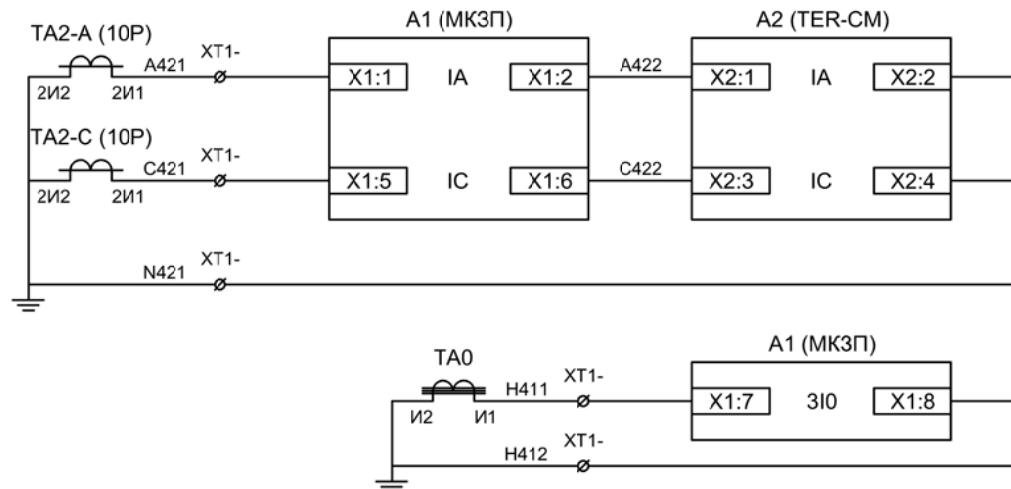 A1 (МКЗП) A2 (TER-CM)
TA2-A (10P)
A421 XT1-
X1:1 IA X1:2 A422 X2:1 IA X2:2
2И2 2И1
TA2-C (10P)
C421 XT1-
X1:5 IC X1:6 C422 X2:3 IC X2:4
2И2 2И1
N421 XT1-
A1 (МКЗП)
TA0
H411 XT1-
X1:7 3I0 X1:8
И2 И1
H412 XT1-